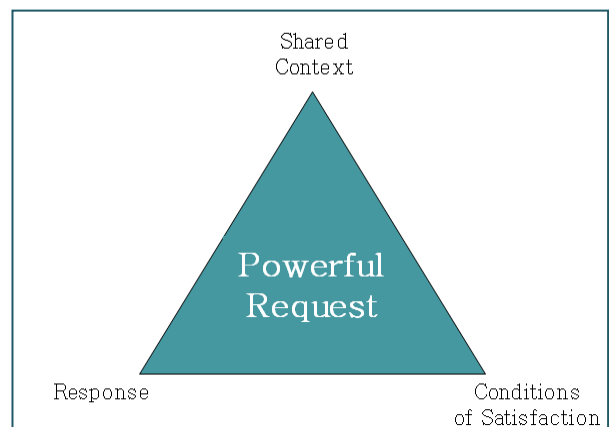 Shared
Context
Powerful
Request
Response
Conditions
of Satisfaction